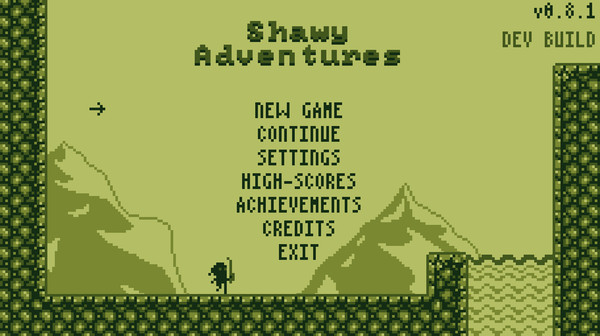 Shawy
Adventures
v0.8.1
DEV BUILD
NEW GAME
CONTINUE
SETTINGS
HIGH-SCORES
ACHIEVEMENTS
CREDITS
EXIT